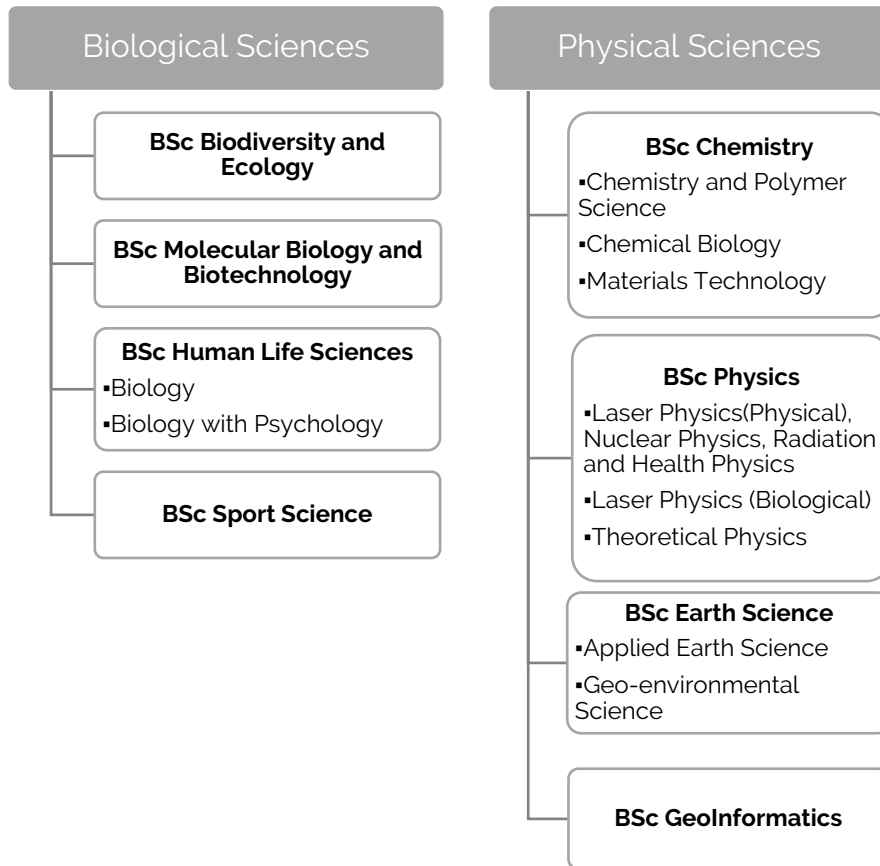 Biological Sciences
BSc Biodiversity and
Ecology
BSc Molecular Biology and
Biotechnology
BSc Human Life Sciences
▪Biology
▪Biology with Psychology
BSc Sport Science
Physical Sciences
BSc Chemistry
▪Chemistry and Polymer
Science
▪Chemical Biology
▪Materials Technology
BSc Physics
▪Laser Physics(Physical),
Nuclear Physics, Radiation
and Health Physics
▪Laser Physics (Biological)
▪Theoretical Physics
BSc Earth Science
▪Applied Earth Science
▪Geo-environmental
Science
BSc GeoInformatics